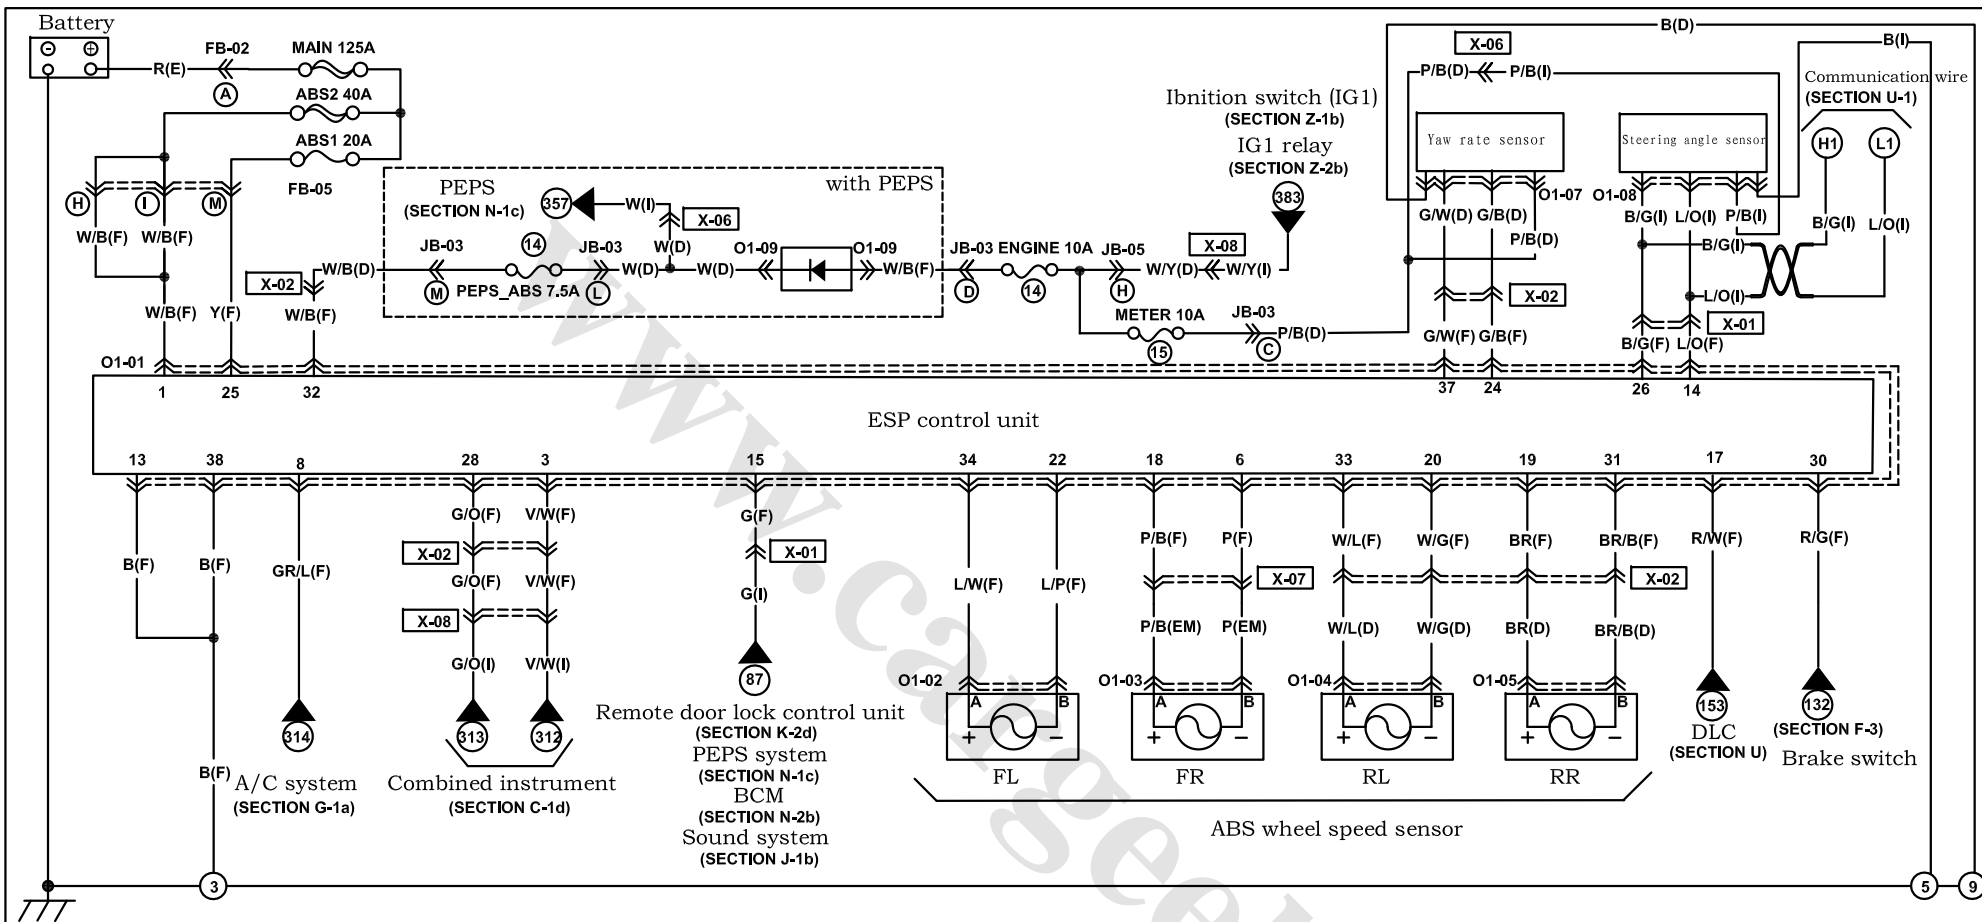 Battery
FB-02
MAIN 125A
R(E)
A
ABS2 40A
ABS1 20A
FB-05
H
I
M
W/B(F)
W/B(F)
W/B(F)
Y(F)
X-02
W/B(D)
W/B(F)
PEPS
(SECTION N-1c)
357
W(I)
X-06
with PEPS
JB-03
14
JB-03
W(D)
O1-09
O1-09
W(D)
W(D)
W/B(F)
M
PEPS_ABS 7.5A
L
JB-03
ENGINE 10A
JB-05
D
14
H
W/Y(D)
X-08
W/Y(I)
METER 10A
JB-03
15
C
P/B(D)
Ibnition switch (IG1)
(SECTION Z-1b)
IG1 relay
(SECTION Z-2b)
383
B(D)
X-06
P/B(D)
P/B(I)
B(I)
Communication wire
(SECTION U-1)
H1
L1
Yaw rate sensor
Steering angle sensor
O1-07
O1-08
G/W(D)
G/B(D)
P/B(D)
B/G(I)
L/O(I)
P/B(I)
B/G(I)
L/O(I)
B/G(I)
L/O(I)
X-02
X-01
G/W(F)
G/B(F)
B/G(F)
L/O(F)
O1-01
1
25
32
37
24
26
14
ESP control unit
13
38
8
28
3
15
34
22
18
6
33
20
19
31
17
30
G/O(F)
V/W(F)
G(F)
P/B(F)
P(F)
W/L(F)
W/G(F)
BR(F)
BR/B(F)
R/W(F)
R/G(F)
B(F)
B(F)
GR/L(F)
X-02
X-01
G/O(F)
V/W(F)
G(I)
L/W(F)
L/P(F)
X-07
X-02
X-08
P/B(EM)
P(EM)
W/L(D)
W/G(D)
BR(D)
BR/B(D)
G/O(I)
V/W(I)
87
O1-02
O1-03
O1-04
O1-05
A
B
A
B
A
B
A
B
+
−
+
−
+
−
+
−
314
313
312
153
132
DLC
(SECTION U)
(SECTION F-3)
Brake switch
B(F)
A/C system
(SECTION G-1a)
Combined instrument
(SECTION C-1d)
Remote door lock control unit
(SECTION K-2d)
PEPS system
(SECTION N-1c)
BCM
(SECTION N-2b)
Sound system
(SECTION J-1b)
FL
FR
RL
RR
ABS wheel speed sensor
3
5
9
www.cargeek